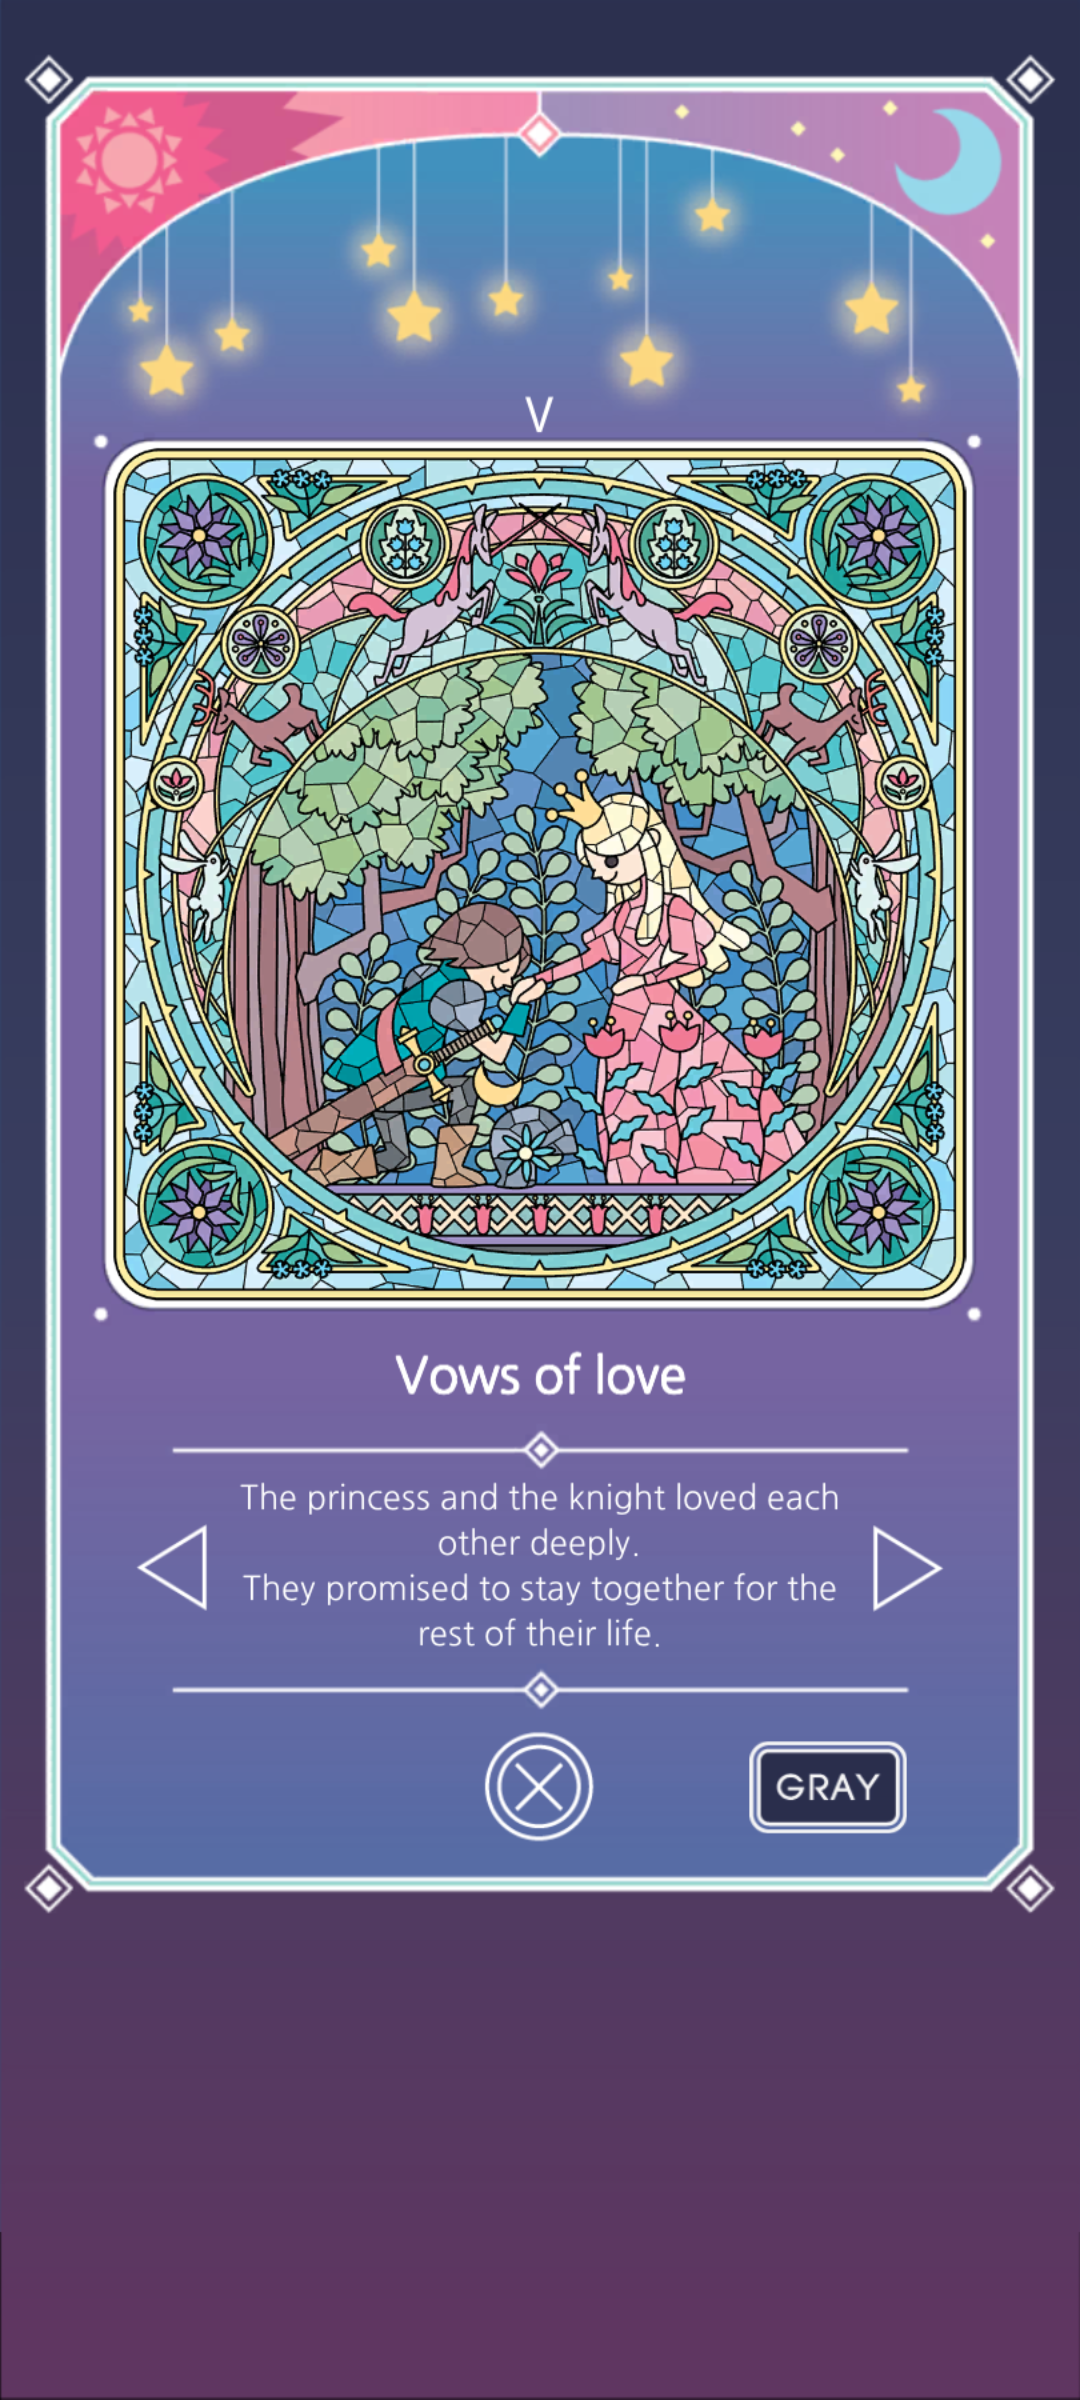 V
Vows of love
The princess and the knight loved each
other deeply.
They promised to stay together for the
rest of their life.
GRAY